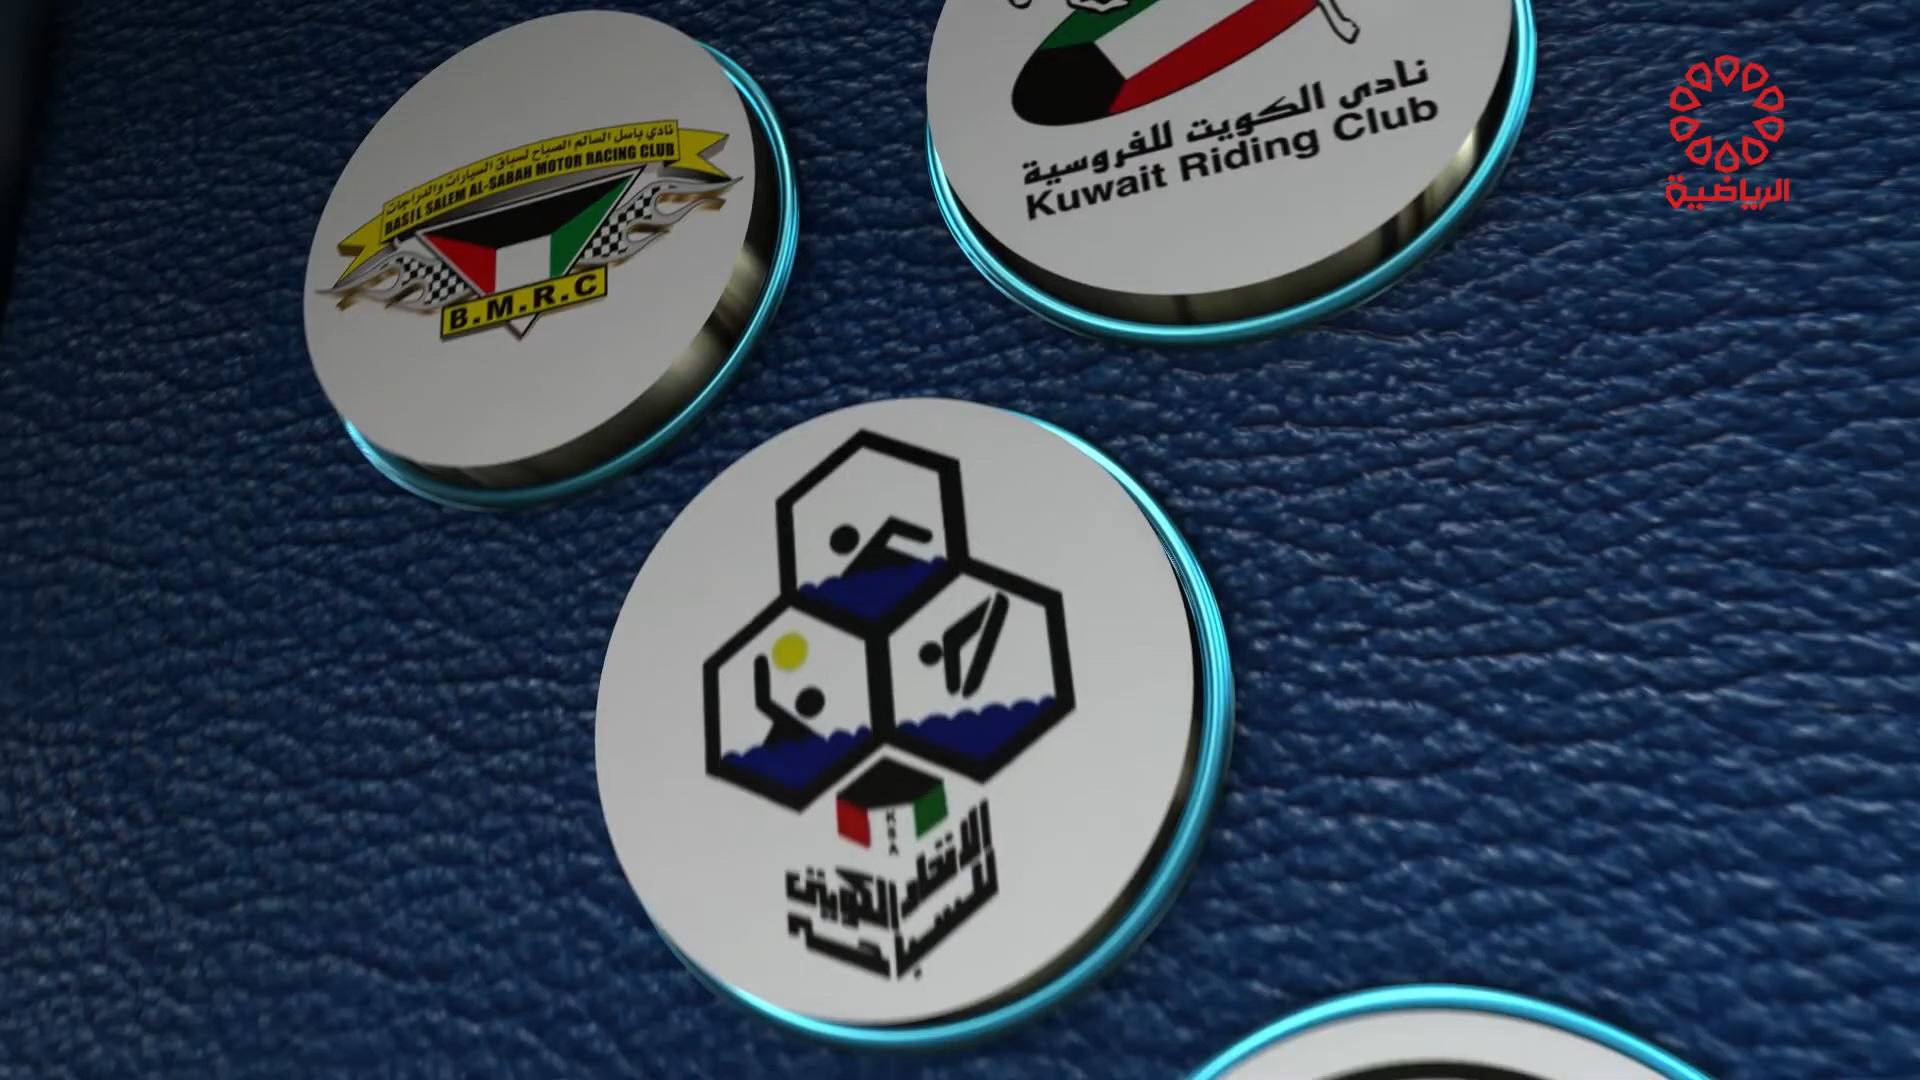 نادي باسل السالم الصباح لسباق السيارات والدراجات
BASIL SALEM AL-SABAH MOTOR RACING CLUB
B.M.R.C
نادي الكويت للفروسية
Kuwait Riding Club
الرياضية
KSA
الاتحاد الكويتي
للسباحة